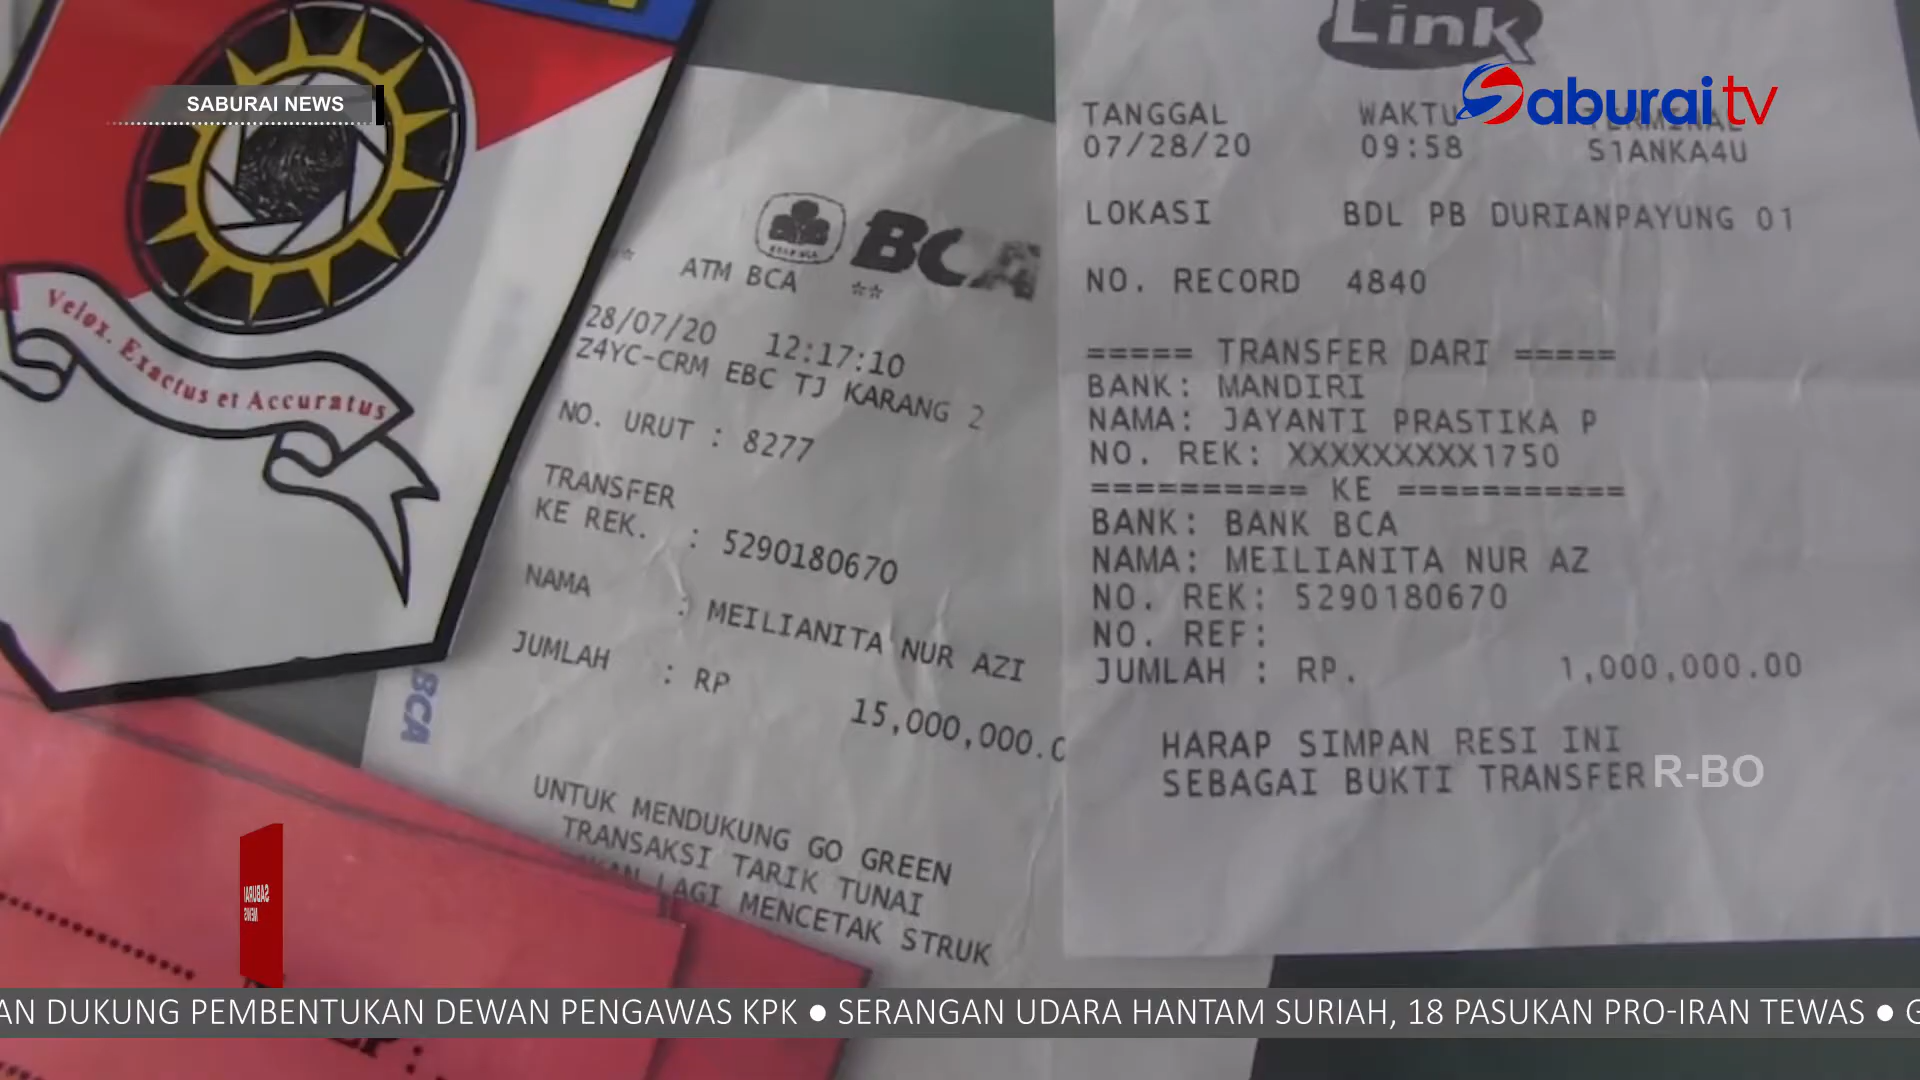 SABURAI NEWS
Saburai tv
Velox. Exactus et Accuratus
BCA
ATM BCA **
28/07/20 12:17:10
Z4YC-CRM EBC TJ KARANG 2
NO. URUT : 8277
TRANSFER
KE REK. : 5290180670
NAMA : MEILIANITA NUR AZI
JUMLAH : RP 15,000,000.0
UNTUK MENDUKUNG GO GREEN
TRANSAKSI TARIK TUNAI
LAGI MENCETAK STRUK
BCA
Link
TANGGAL WAKTU TERMINAL
07/28/20 09:58 S1ANKA4U
LOKASI BDL PB DURIANPAYUNG 01
NO. RECORD 4840
===== TRANSFER DARI =====
BANK: MANDIRI
NAMA: JAYANTI PRASTIKA P
NO. REK: XXXXXXXXX1750
========== KE ===========
BANK: BANK BCA
NAMA: MEILIANITA NUR AZ
NO. REK: 5290180670
NO. REF:
JUMLAH : RP. 1,000,000.00
HARAP SIMPAN RESI INI
SEBAGAI BUKTI TRANSFER
R-BO
SABURAI
NEWS
AN DUKUNG PEMBENTUKAN DEWAN PENGAWAS KPK ● SERANGAN UDARA HANTAM SURIAH, 18 PASUKAN PRO-IRAN TEWAS ● G